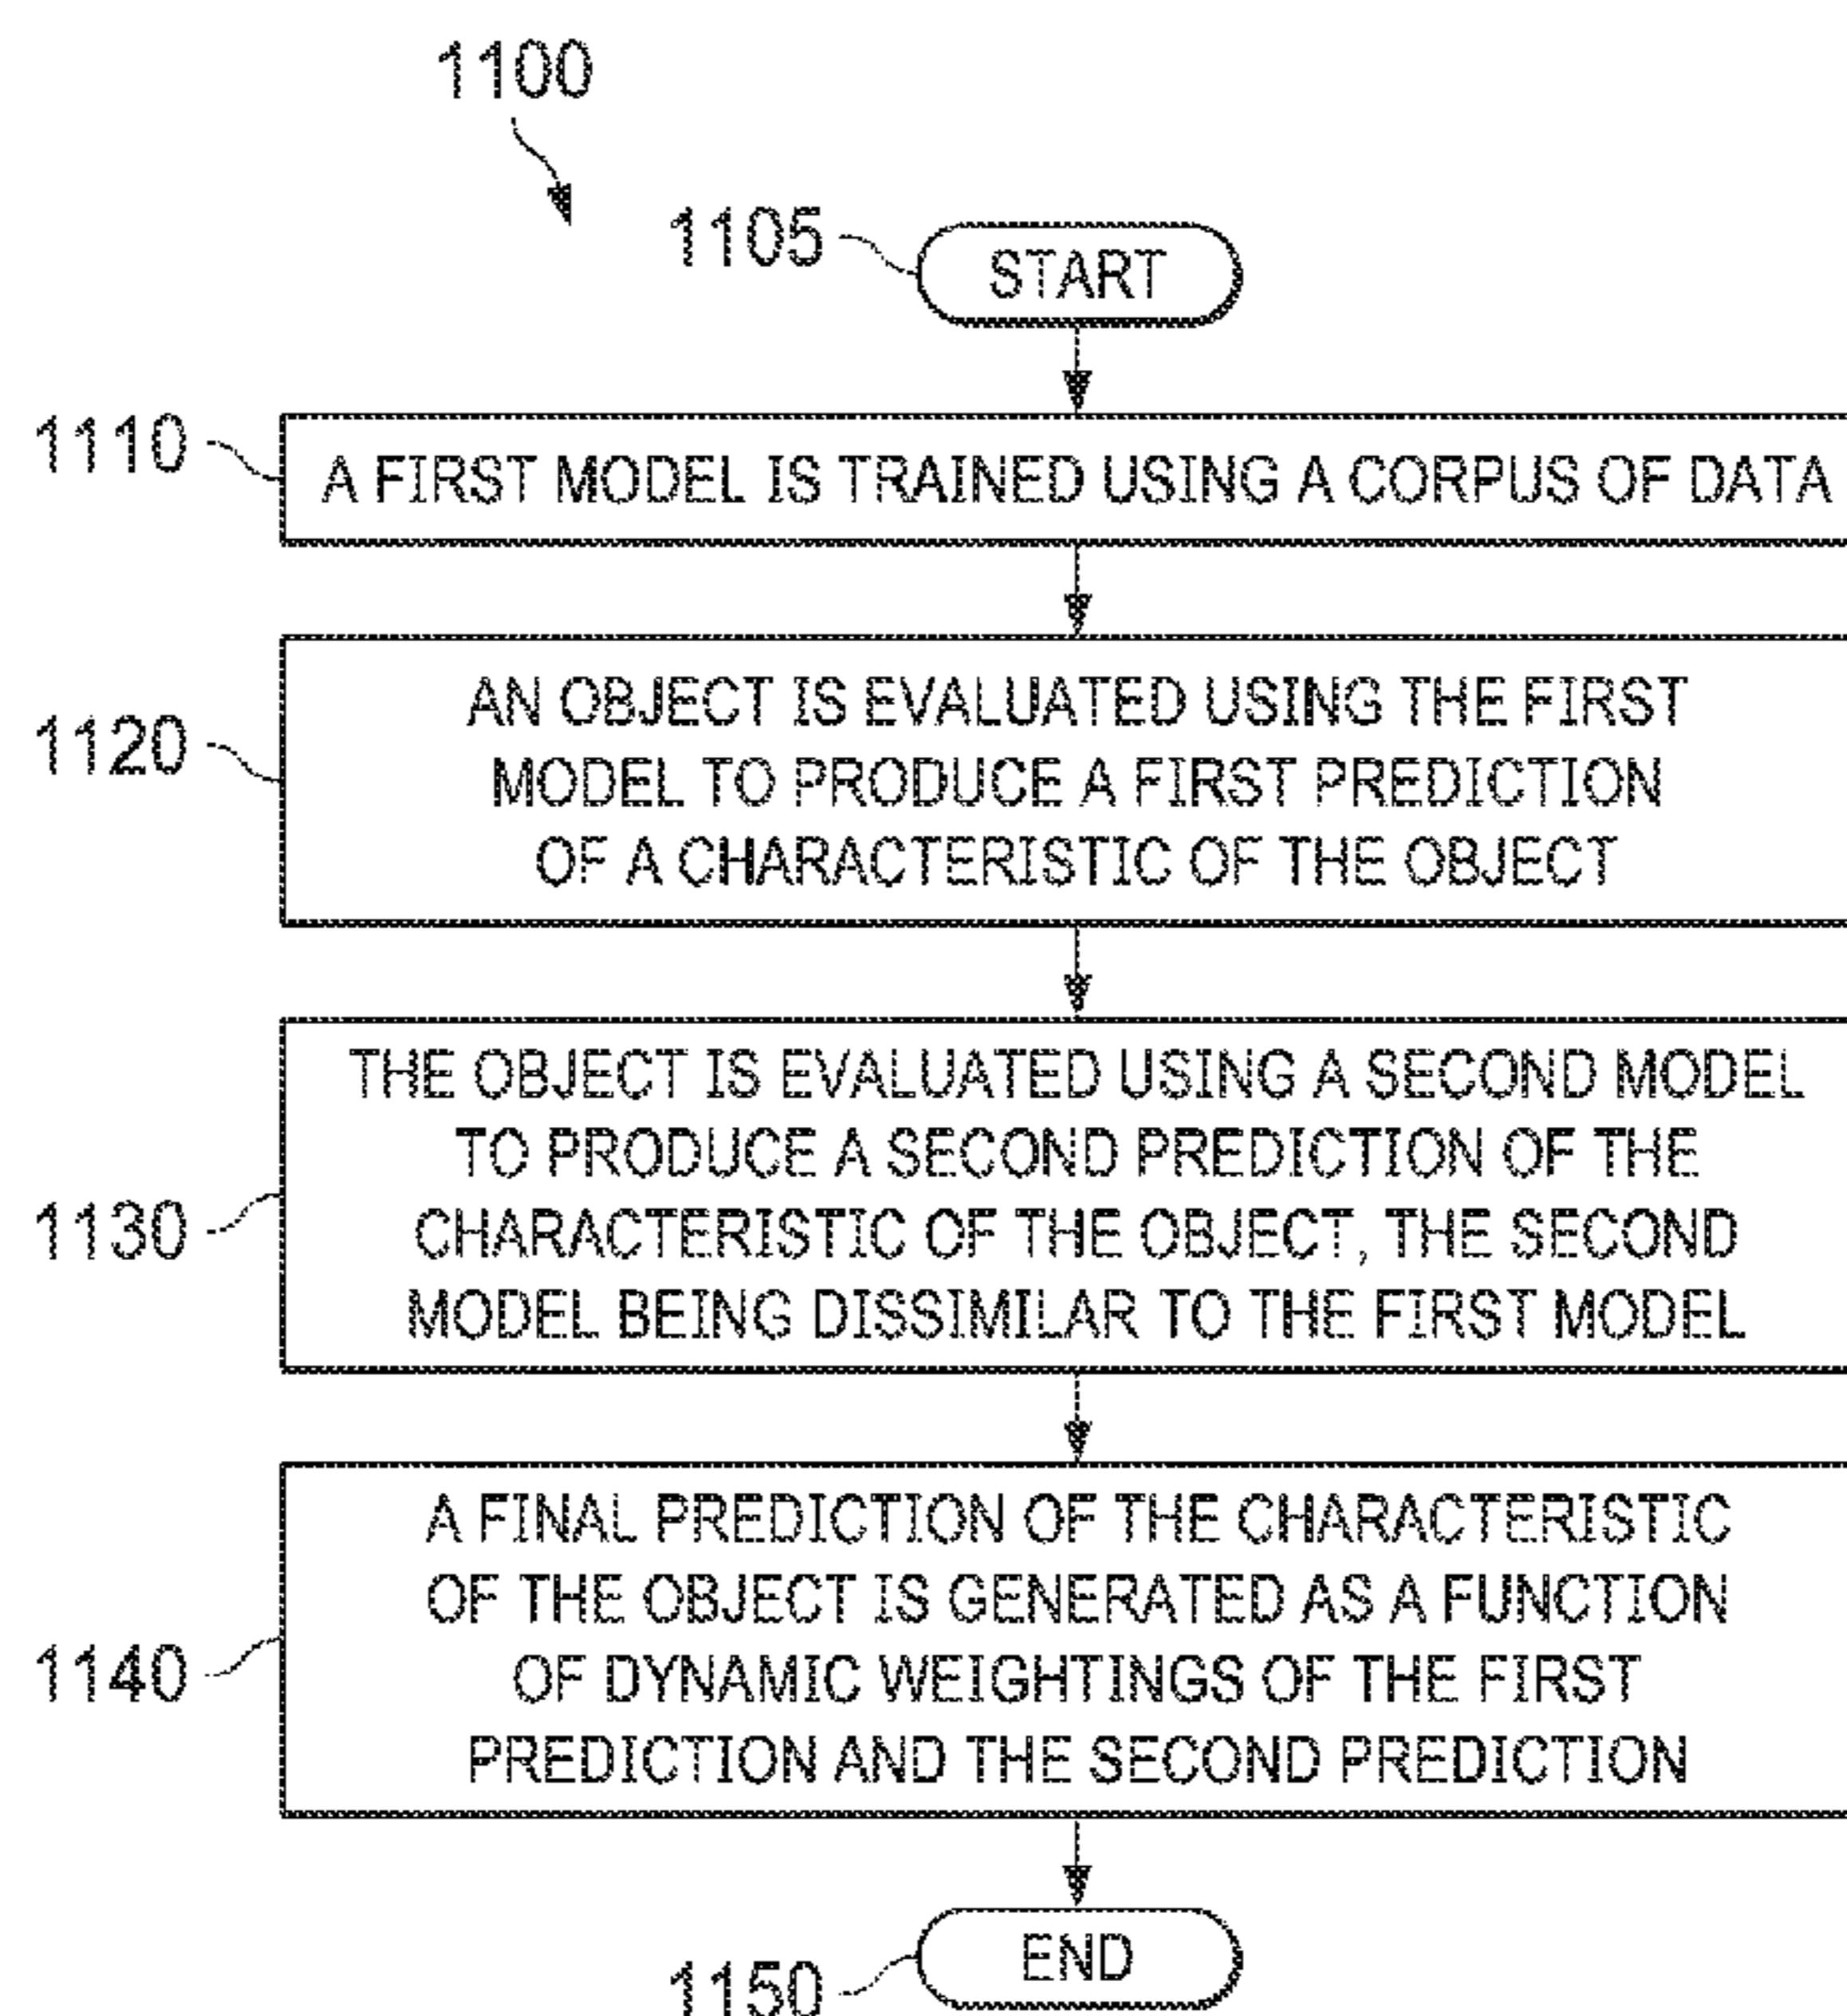 1100
1105
START
1110
A FIRST MODEL IS TRAINED USING A CORPUS OF DATA
1120
AN OBJECT IS EVALUATED USING THE FIRST
MODEL TO PRODUCE A FIRST PREDICTION
OF A CHARACTERISTIC OF THE OBJECT
1130
THE OBJECT IS EVALUATED USING A SECOND MODEL
TO PRODUCE A SECOND PREDICTION OF THE
CHARACTERISTIC OF THE OBJECT, THE SECOND
MODEL BEING DISSIMILAR TO THE FIRST MODEL
1140
A FINAL PREDICTION OF THE CHARACTERISTIC
OF THE OBJECT IS GENERATED AS A FUNCTION
OF DYNAMIC WEIGHTINGS OF THE FIRST
PREDICTION AND THE SECOND PREDICTION
1150
END